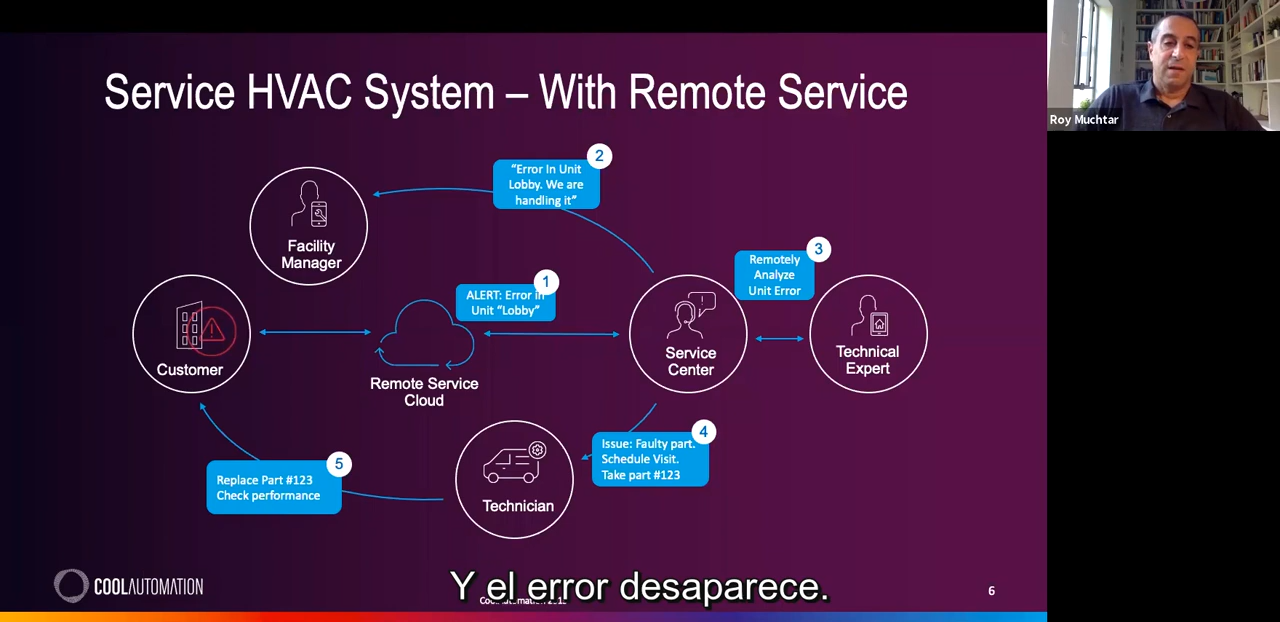 Service HVAC System – With Remote Service
Roy Muchtar
2
“Error In Unit
Lobby. We are
handling it”
Facility
Manager
3
Remotely
Analyze
Unit Error
1
ALERT: Error in
Unit “Lobby”
Customer
Remote Service
Cloud
Service
Center
Technical
Expert
4
Issue: Faulty part.
Schedule Visit.
Take part #123
5
Replace Part #123
Check performance
Technician
COOLAUTOMATION
Y el error desaparece.
6